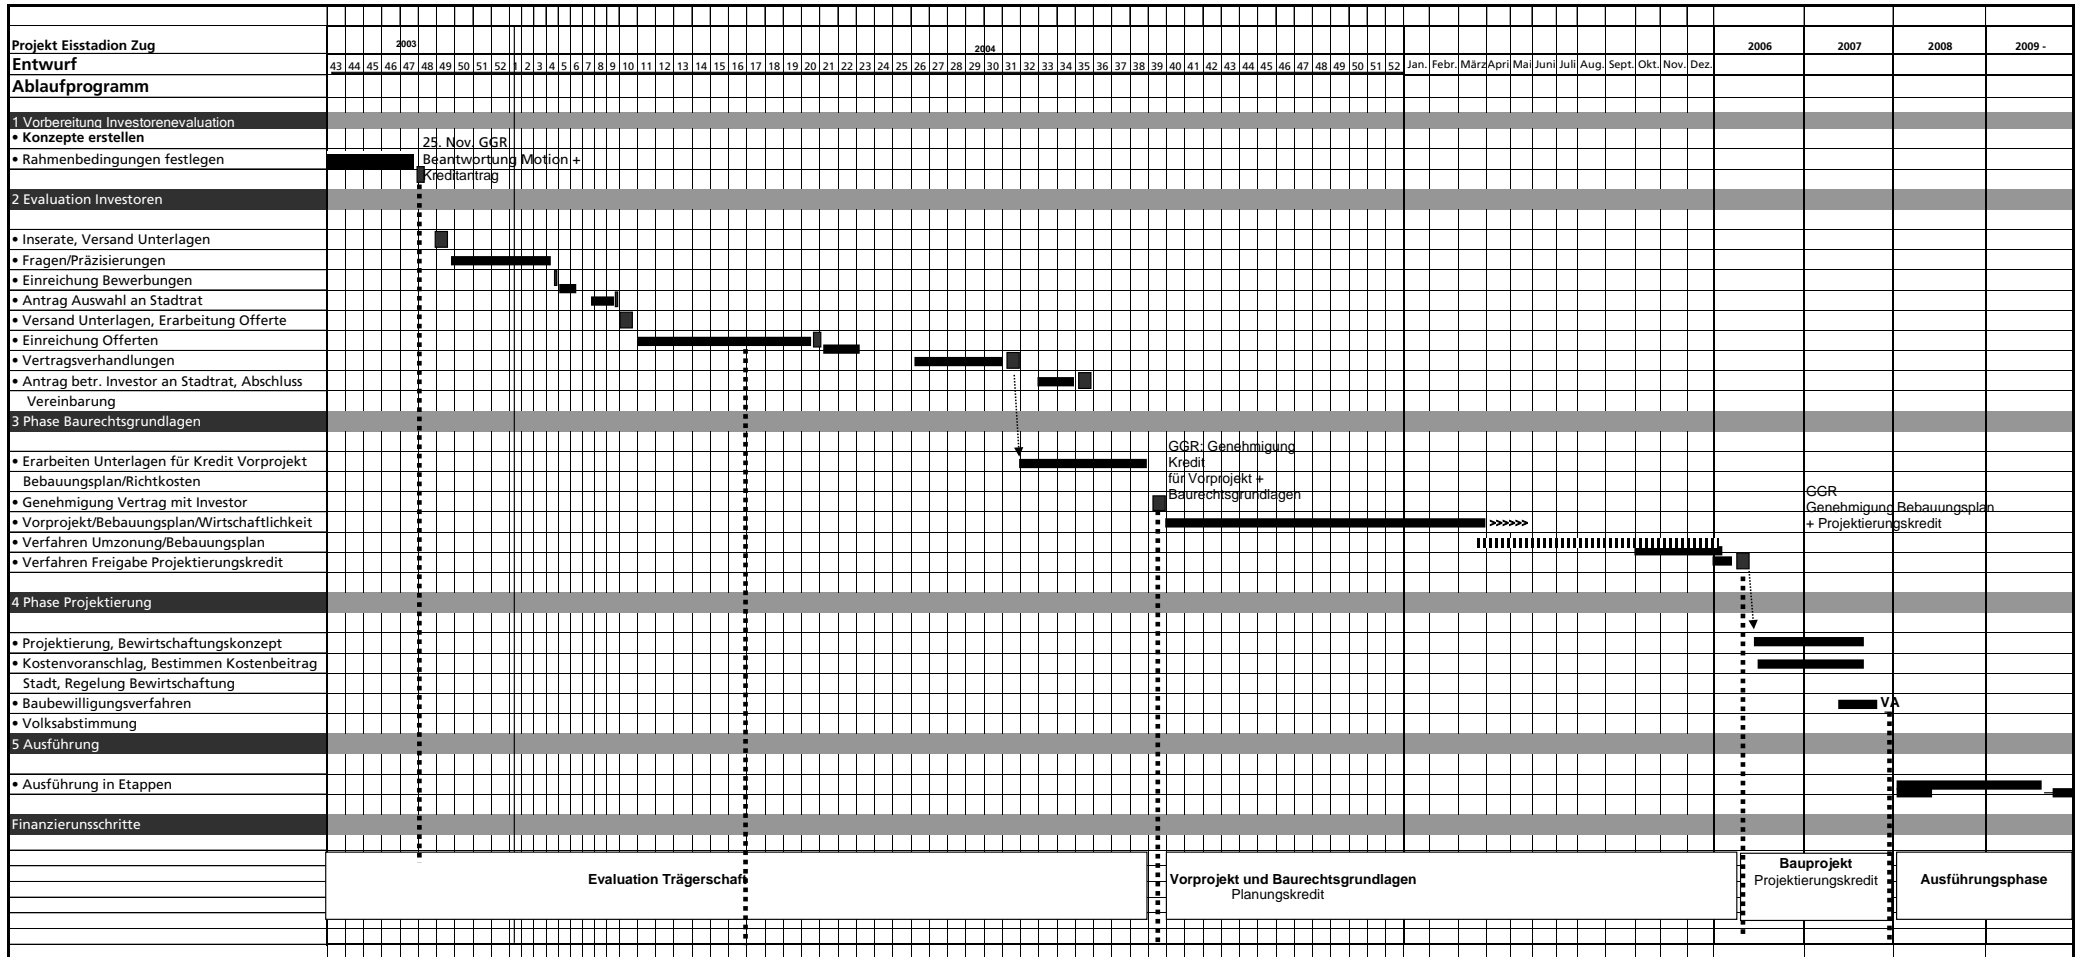 2003
2004
Projekt Eisstadion Zug
2006 2007 2008 2009 -
Entwurf
43 44 45 46 47 48 49 50 51 52 1 2 3 4 5 6 7 8 9 10 11 12 13 14 15 16 17 18 19 20 21 22 23 24 25 26 27 28 29 30 31 32 33 34 35 36 37 38 39 40 41 42 43 44 45 46 47 48 49 50 51 52 Jan. Febr. März Apri Mai Juni Juli Aug. Sept. Okt. Nov. Dez.
Ablaufprogramm
1 Vorbereitung Investorenevaluation
• Konzepte erstellen
25. Nov. GGR
• Rahmenbedingungen festlegen
Beantwortung Motion +
Kreditantrag
2 Evaluation Investoren
• Inserate, Versand Unterlagen
• Fragen/Präzisierungen
• Einreichung Bewerbungen
• Antrag Auswahl an Stadtrat
• Versand Unterlagen, Erarbeitung Offerte
• Einreichung Offerten
• Vertragsverhandlungen
• Antrag betr. Investor an Stadtrat, Abschluss
Vereinbarung
3 Phase Baurechtsgrundlagen
GGR: Genehmigung
Kredit
für Vorprojekt +
Baurechtsgrundlagen
• Erarbeiten Unterlagen für Kredit Vorprojekt
Bebauungsplan/Richtkosten
• Genehmigung Vertrag mit Investor
GGR
Genehmigung Bebauungsplan
+ Projektierungskredit
• Vorprojekt/Bebauungsplan/Wirtschaftlichkeit
>>>>>>
• Verfahren Umzonung/Bebauungsplan
• Verfahren Freigabe Projektierungskredit
4 Phase Projektierung
• Projektierung, Bewirtschaftungskonzept
• Kostenvoranschlag, Bestimmen Kostenbeitrag
Stadt, Regelung Bewirtschaftung
• Baubewilligungsverfahren
VA
• Volksabstimmung
5 Ausführung
• Ausführung in Etappen
Finanzierunsschritte
Evaluation Trägerschaft
Vorprojekt und Baurechtsgrundlagen
Planungskredit
Bauprojekt
Projektierungskredit
Ausführungsphase